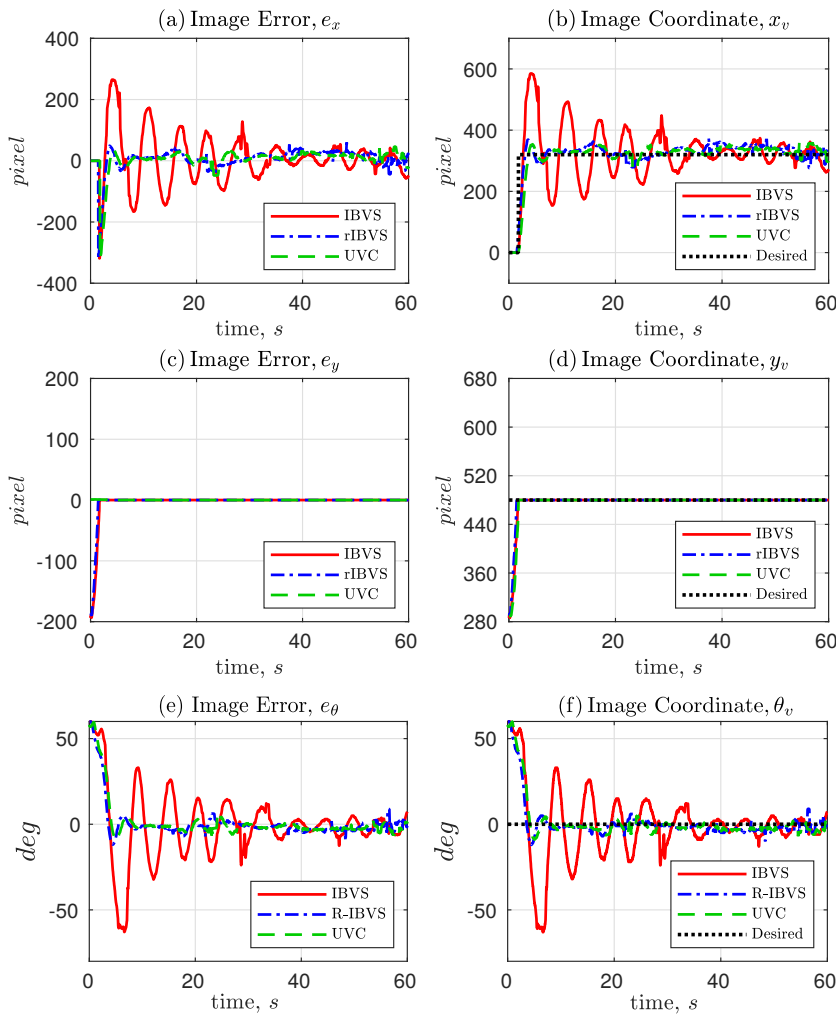 (a) Image Error, e_x
400
200
0
-200
-400
pixel
0 20 40 60
time, s
IBVS
rIBVS
UVC
(b) Image Coordinate, x_v
600
400
200
0
pixel
0 20 40 60
time, s
IBVS
rIBVS
UVC
Desired
(c) Image Error, e_y
200
100
0
-100
-200
pixel
0 20 40 60
time, s
IBVS
rIBVS
UVC
(d) Image Coordinate, y_v
680
600
520
440
360
280
pixel
0 20 40 60
time, s
IBVS
rIBVS
UVC
Desired
(e) Image Error, e_θ
50
0
-50
deg
0 20 40 60
time, s
IBVS
R-IBVS
UVC
(f) Image Coordinate, θ_v
50
0
-50
deg
0 20 40 60
time, s
IBVS
R-IBVS
UVC
Desired